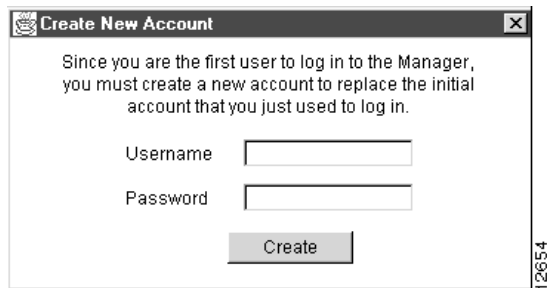 Create New Account
Since you are the first user to log in to the Manager,
you must create a new account to replace the initial
account that you just used to log in.
Username
Password
Create
12654